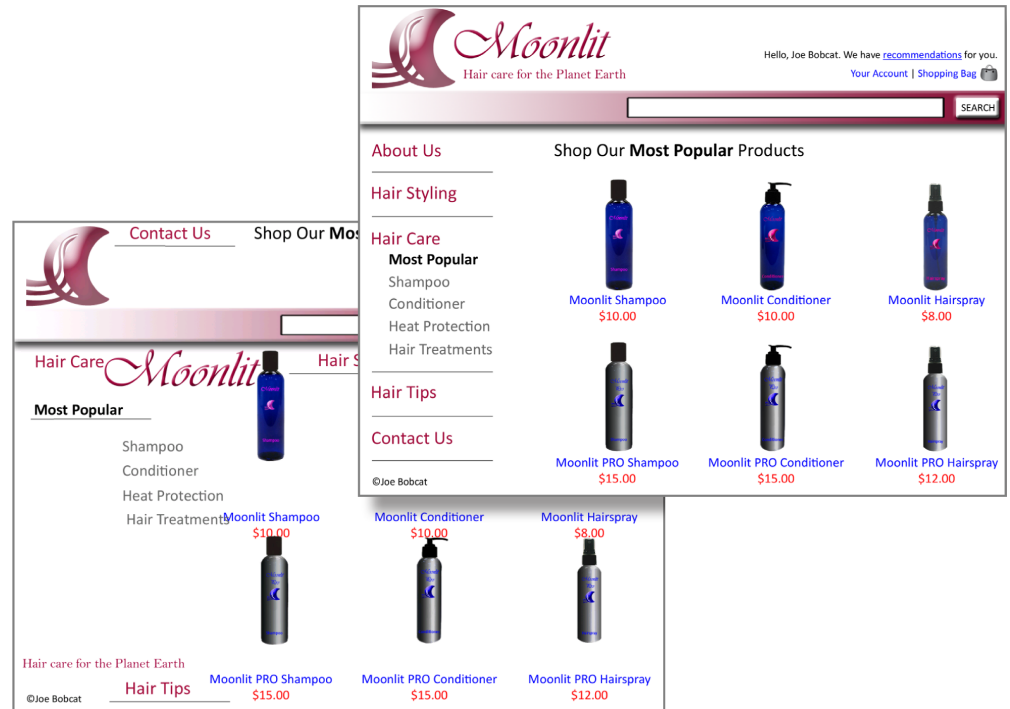 Moonlit
Hair care for the Planet Earth
Hello, Joe Bobcat. We have recommendations for you.
Your Account | Shopping Bag
SEARCH
About Us
Hair Styling
Hair Care
Most Popular
Shampoo
Conditioner
Heat Protection
Hair Treatments
Hair Tips
Contact Us
©Joe Bobcat
Shop Our Most Popular Products
Moonlit Shampoo
$10.00
Moonlit Conditioner
$10.00
Moonlit Hairspray
$8.00
Moonlit PRO Shampoo
$15.00
Moonlit PRO Conditioner
$15.00
Moonlit PRO Hairspray
$12.00
Contact Us
Shop Our Mos
Hair Care
Moonlit
Hair S
Most Popular
Shampoo
Conditioner
Heat Protection
Hair Treatments
Moonlit Shampoo
$10.00
Moonlit Conditioner
$10.00
Moonlit Hairspray
$8.00
Hair care for the Planet Earth
©Joe Bobcat
Hair Tips
Moonlit PRO Shampoo
$15.00
Moonlit PRO Conditioner
$15.00
Moonlit PRO Hairspray
$12.00